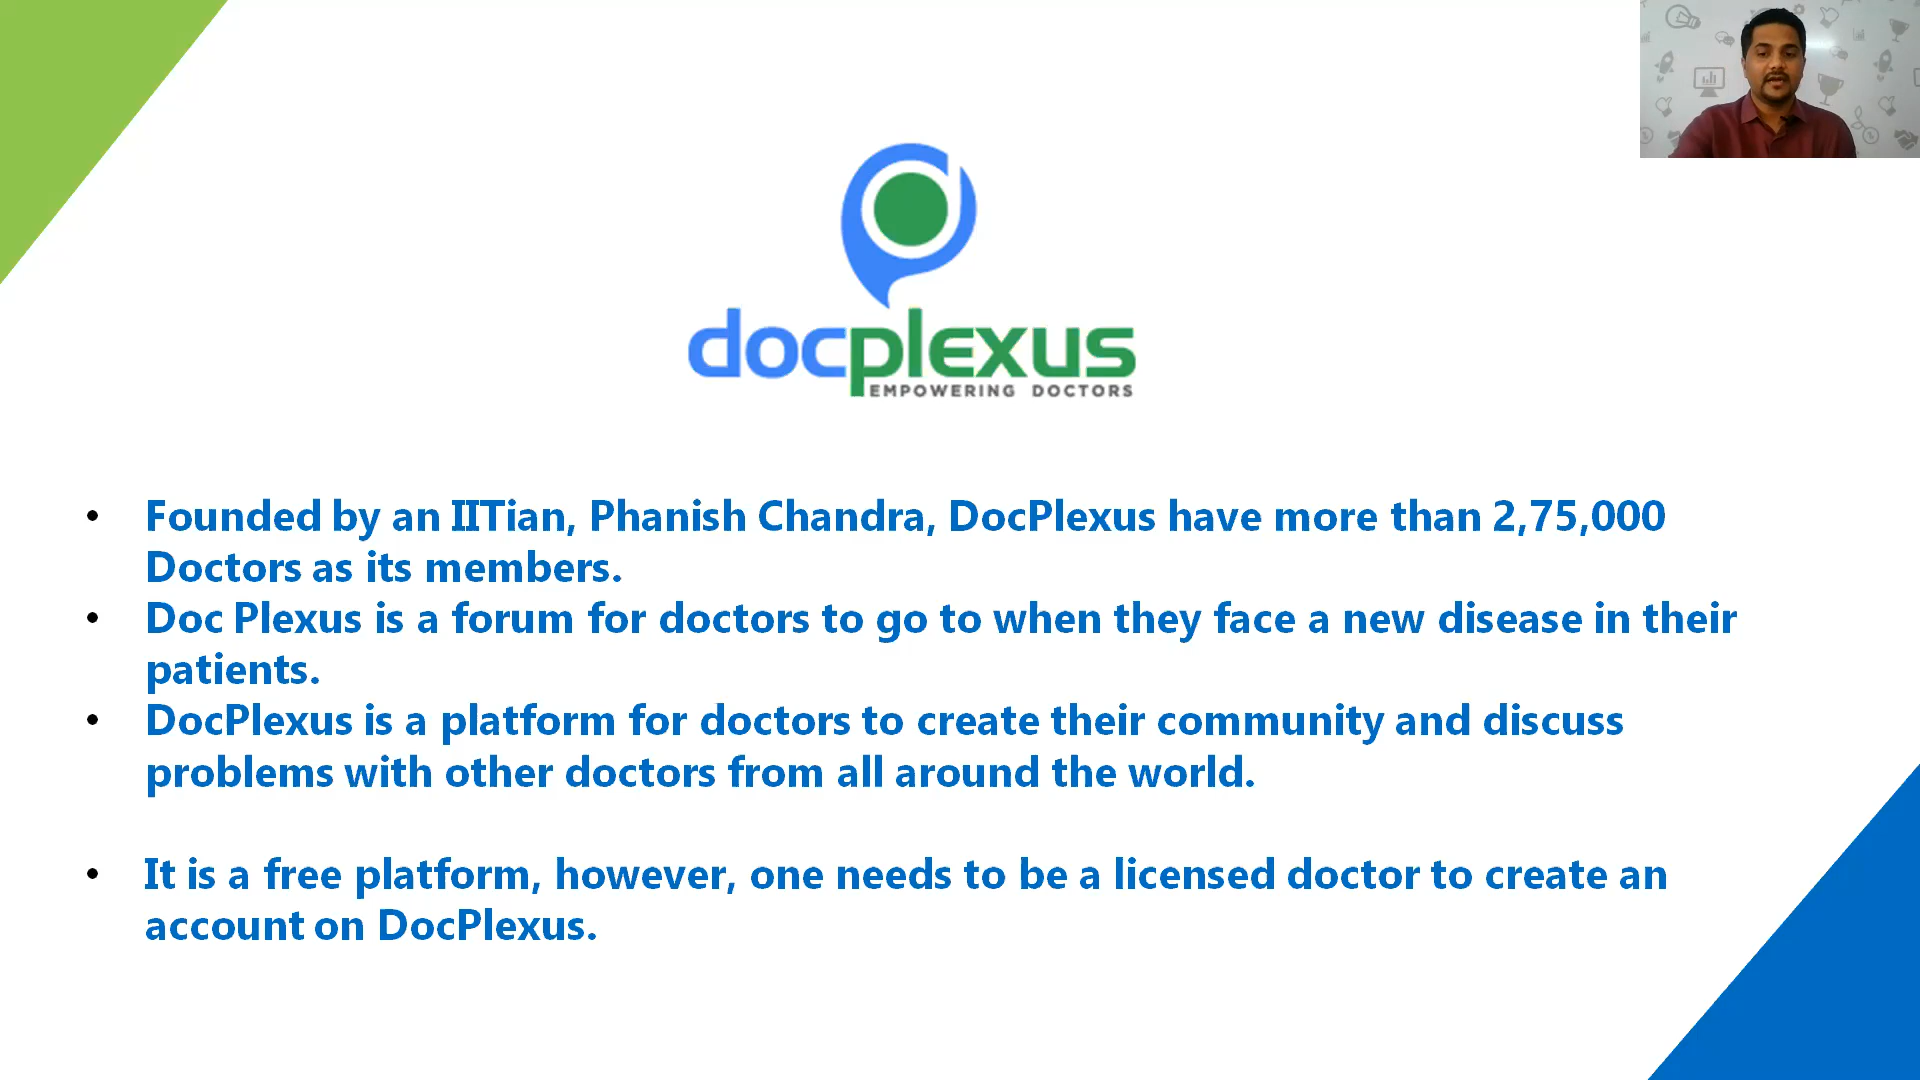 docplexus
EMPOWERING DOCTORS
• Founded by an IITian, Phanish Chandra, DocPlexus have more than 2,75,000
Doctors as its members.
• Doc Plexus is a forum for doctors to go to when they face a new disease in their
patients.
• DocPlexus is a platform for doctors to create their community and discuss
problems with other doctors from all around the world.
• It is a free platform, however, one needs to be a licensed doctor to create an
account on DocPlexus.